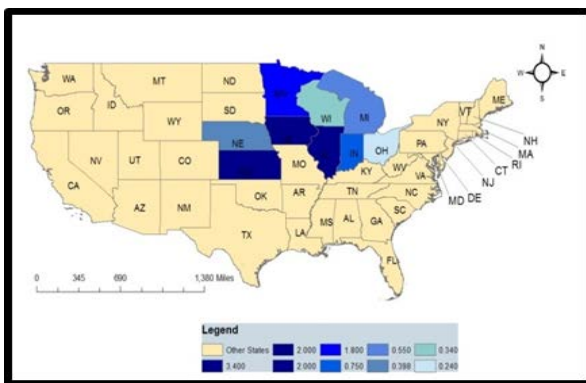 N
W E
S
WA MT ND ME
OR ID SD WI MI VT NH
WY NY MA
NE PA RI
NV UT CO IN OH CT
CA MO KY WV NJ
VA DE
MD
AZ NM OK AR TN NC
TX LA MS AL GA SC
FL
0 345 690 1,380 Miles
Legend
Other States 2.000 1.800 0.550 0.340
3.400 2.000 0.750 0.398 0.240